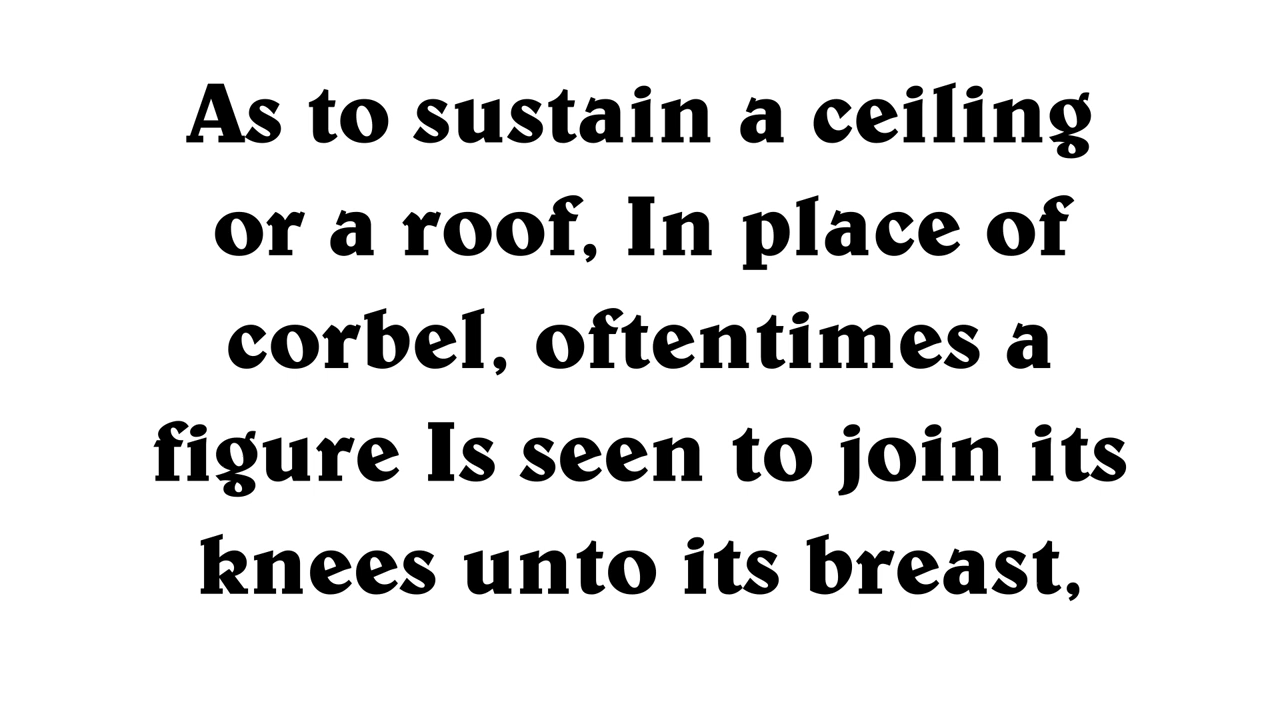 As to sustain a ceiling
or a roof, In place of
corbel, oftentimes a
figure Is seen to join its
knees unto its breast,